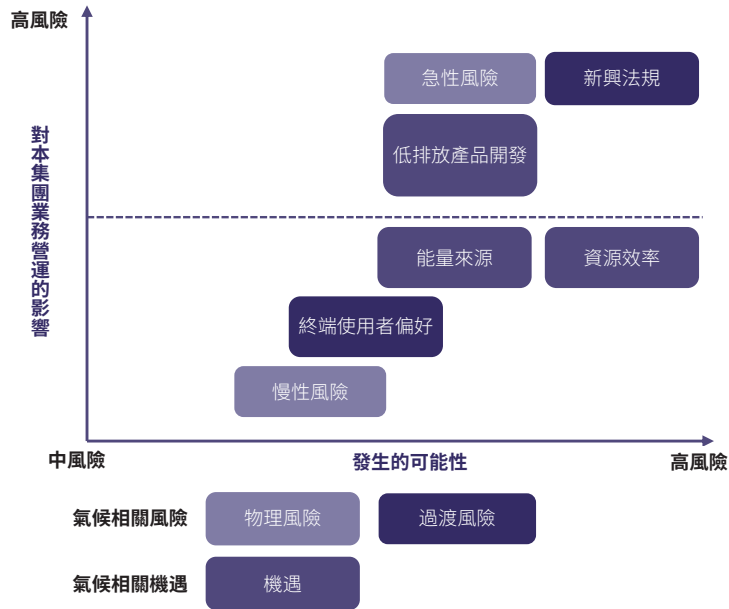 高風險
急性風險
新興法規
低排放產品開發
對本集團業務營運的影響
能量來源
資源效率
終端使用者偏好
慢性風險
中風險
發生的可能性
高風險
氣候相關風險
物理風險
過渡風險
氣候相關機遇
機遇